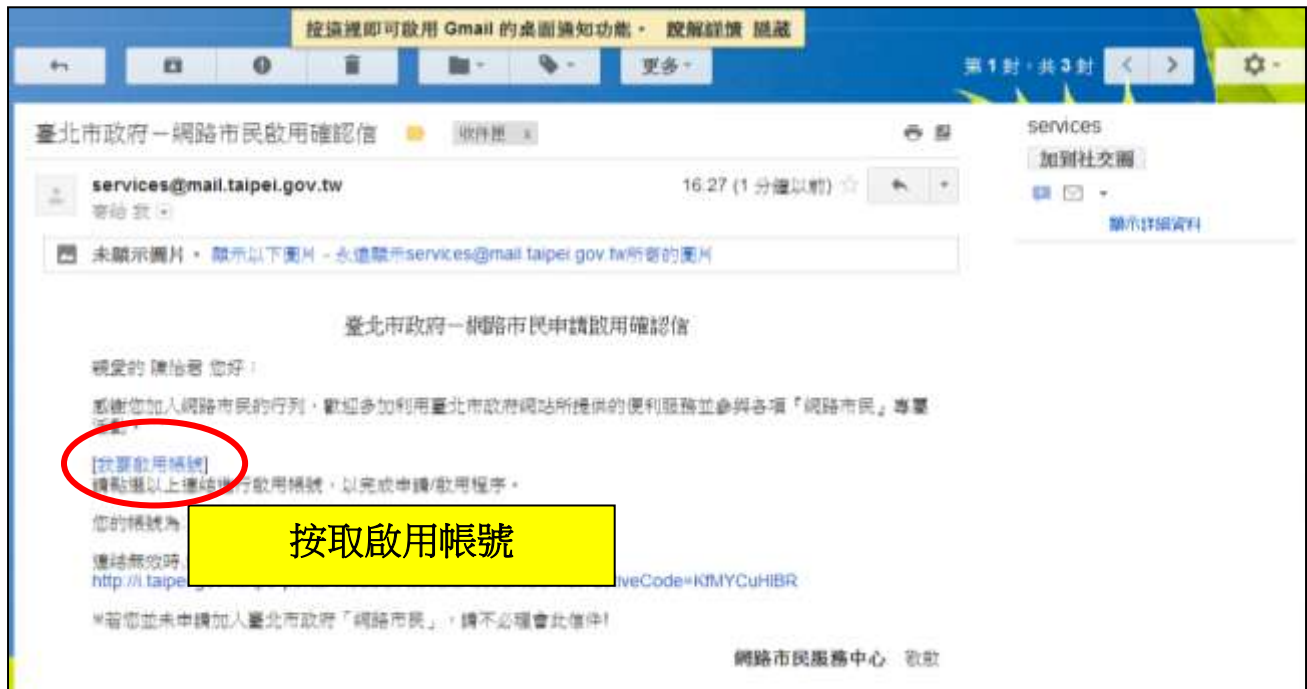 按這裡即可啟用 Gmail 的桌面通知功能。 瞭解詳情 隱藏
更多
第 1 封,共 3 封
臺北市政府－網路市民啟用確認信 收件匣 x
services
加到社交圈
顯示詳細資料
services@mail.taipei.gov.tw 16:27 (1 分鐘以前)
寄給 我
未顯示圖片。 顯示以下圖片 - 永遠顯示services@mail.taipei.gov.tw所寄的圖片
臺北市政府－網路市民申請啟用確認信
親愛的 陳怡君 您好：
感謝您加入網路市民的行列，歡迎多加利用臺北市政府網站所提供的便利服務並參與各項「網路市民」專屬
活動。
[我要啟用帳號]
請點選以上連結進行啟用帳號，以完成申請/啟用程序。
您的帳號為
按取啟用帳號
連結無效時
http://i.taipei iveCode=KfMYCuHIBR
※若您並未申請加入臺北市政府「網路市民」，請不必理會此信件!
網路市民服務中心 敬啟